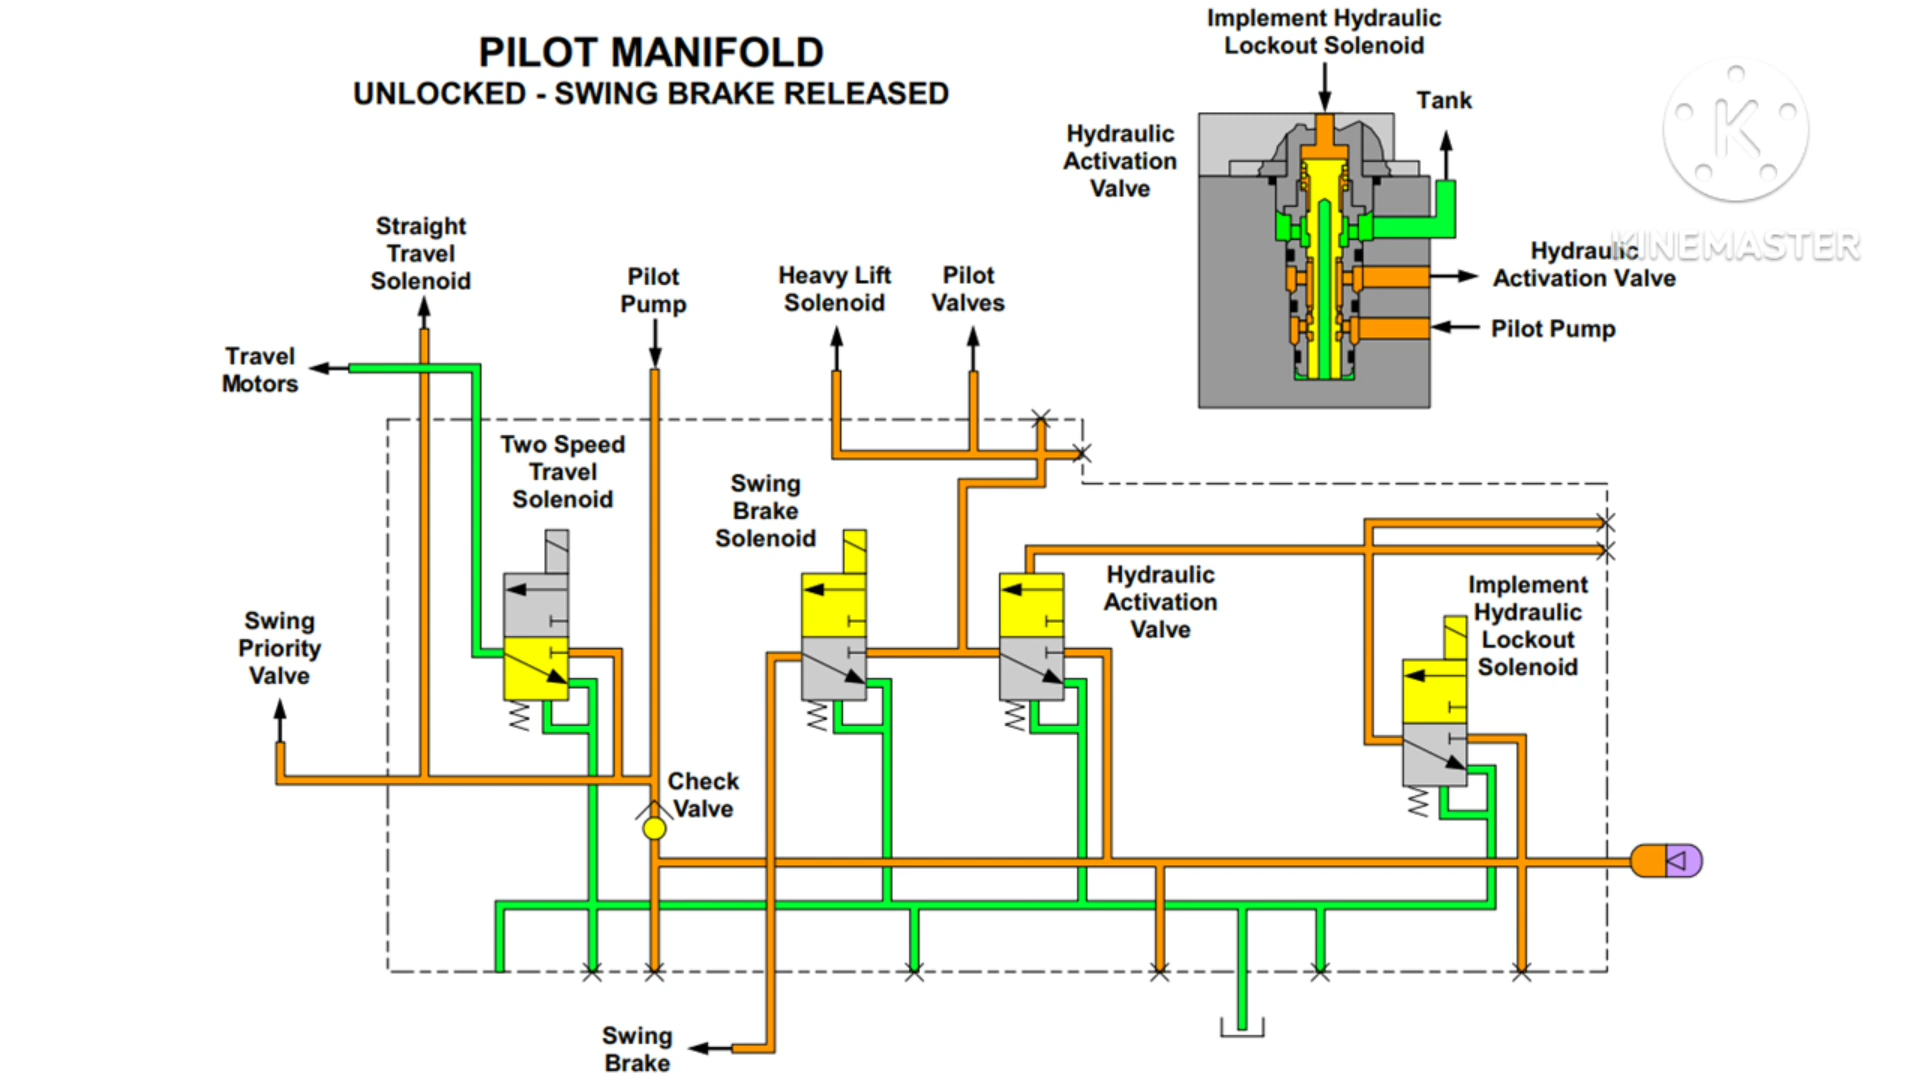 PILOT MANIFOLD
UNLOCKED - SWING BRAKE RELEASED
Implement Hydraulic
Lockout Solenoid
Tank
Hydraulic
Activation
Valve
K
KINEMASTER
Hydraulic
Activation Valve
Pilot Pump
Straight
Travel
Solenoid
Pilot
Pump
Heavy Lift
Solenoid
Pilot
Valves
Travel
Motors
Two Speed
Travel
Solenoid
Swing
Brake
Solenoid
Hydraulic
Activation
Valve
Implement
Hydraulic
Lockout
Solenoid
Swing
Priority
Valve
Check
Valve
Swing
Brake